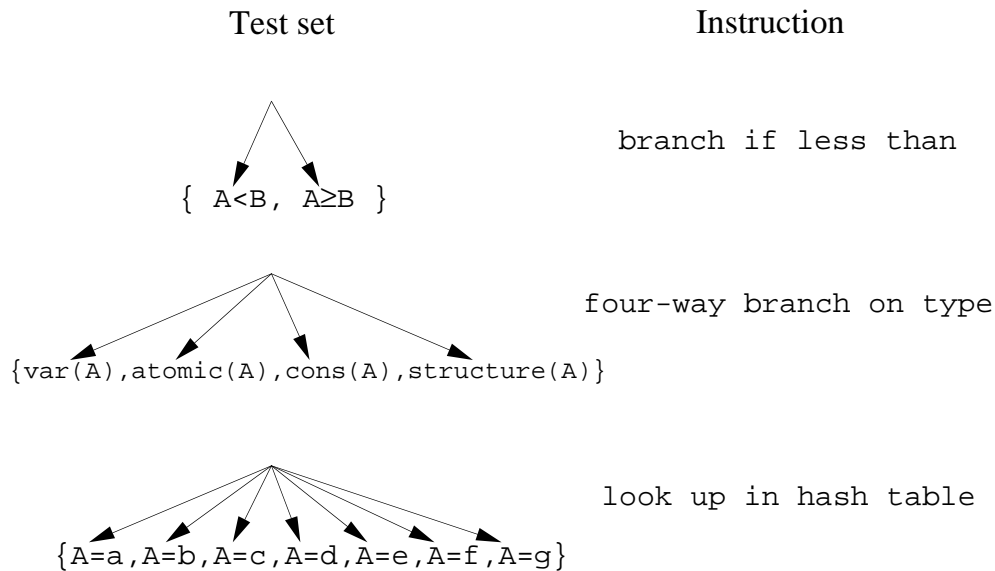 Test set
Instruction
branch if less than
{ A<B, A≥B }
four-way branch on type
{var(A),atomic(A),cons(A),structure(A)}
look up in hash table
{A=a,A=b,A=c,A=d,A=e,A=f,A=g}